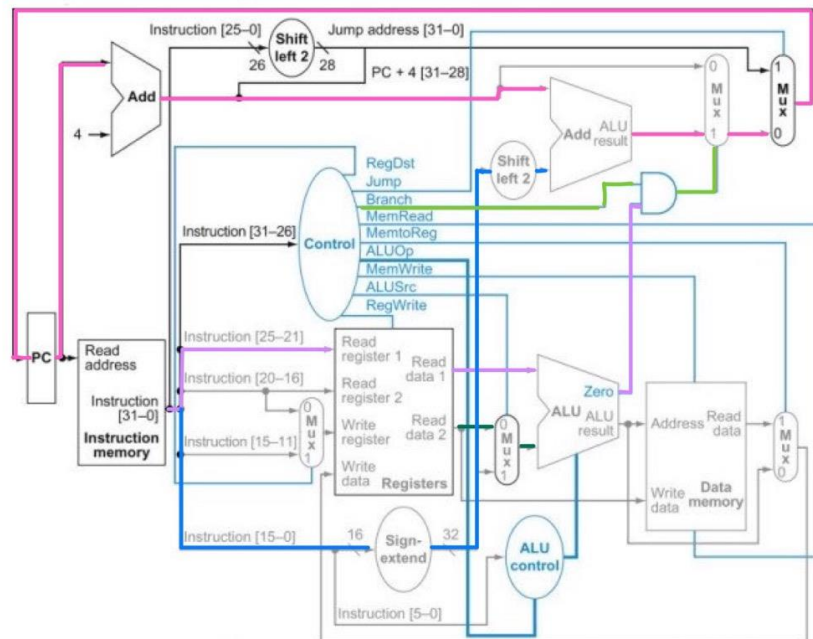 Instruction [25–0]
Shift
left 2
Jump address [31–0]
26
28
PC + 4 [31–28]
Add
4
0
Mux
1
1
Mux
0
Add
ALU
result
Shift
left 2
RegDst
Jump
Branch
MemRead
MemtoReg
ALUOp
MemWrite
ALUSrc
RegWrite
Control
Instruction [31–26]
PC
Read
address
Instruction
[31–0]
Instruction
memory
Instruction [25–21]
Instruction [20–16]
Instruction [15–11]
0
Mux
1
Read
register 1
Read
register 2
Write
register
Write
data
Read
data 1
Read
data 2
Registers
0
Mux
1
Zero
ALU
ALU
result
Address
Read
data
Write
data
Data
memory
1
Mux
0
Instruction [15–0]
16
Sign-
extend
32
ALU
control
Instruction [5–0]